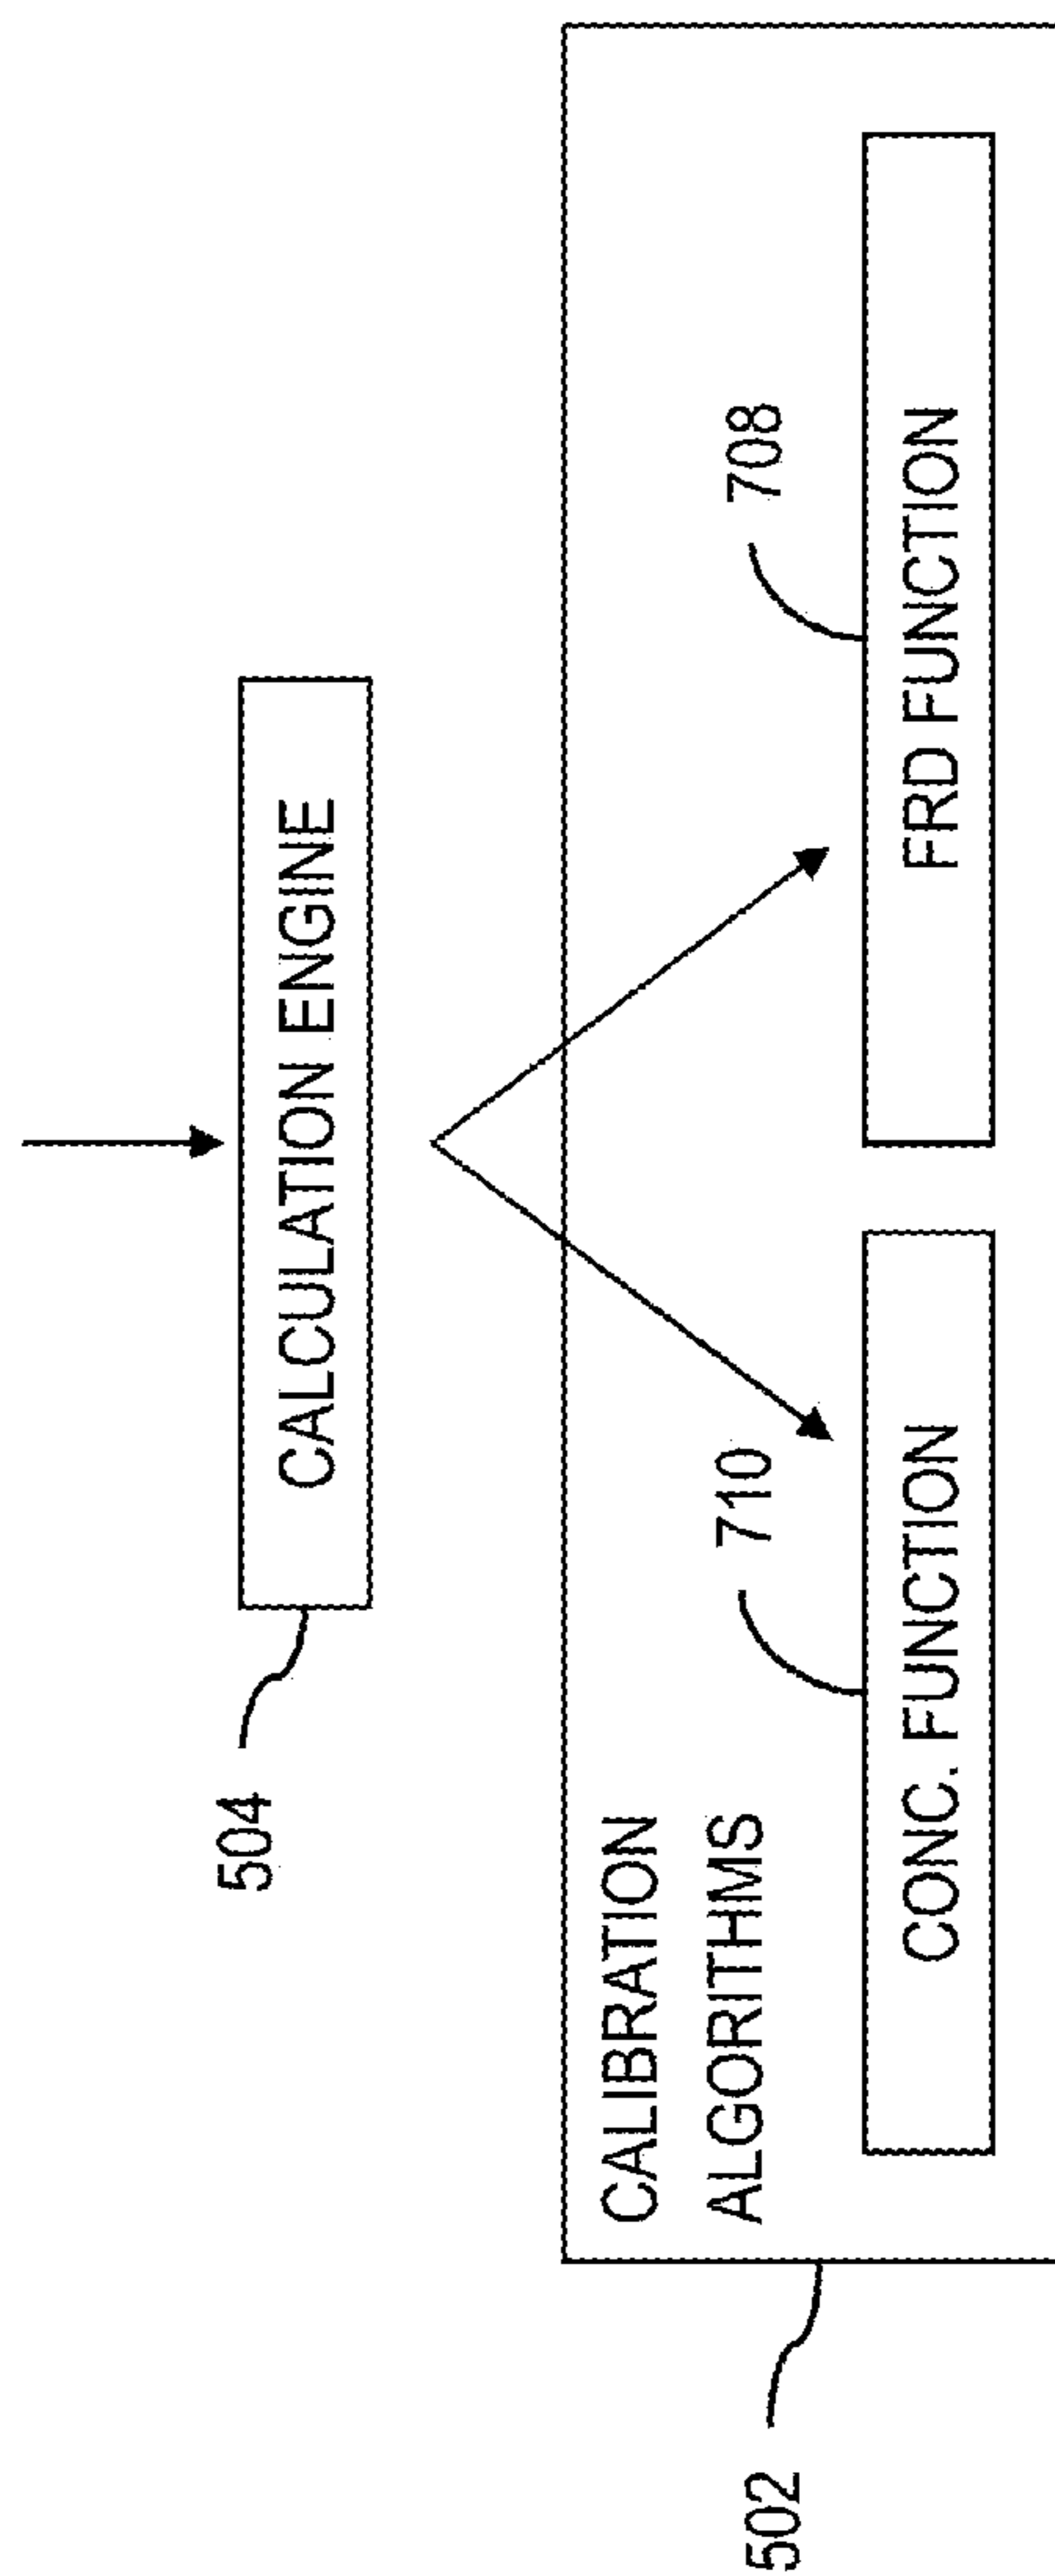 504
CALCULATION ENGINE
CALIBRATION
ALGORITHMS
710
708
502
CONC. FUNCTION
FRD FUNCTION